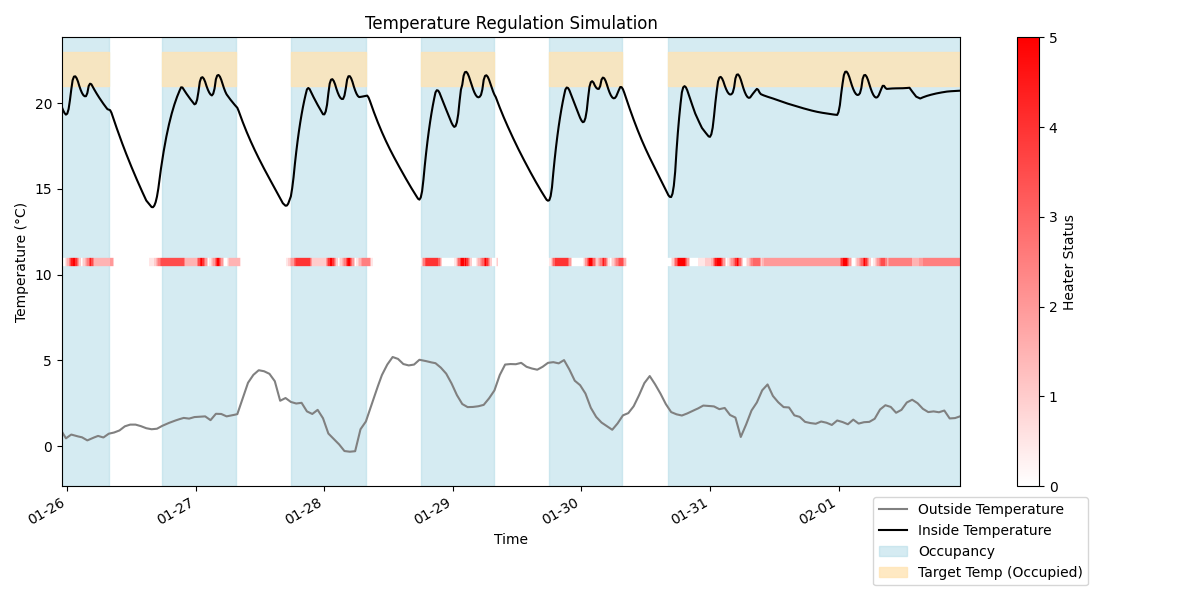 Temperature Regulation Simulation
Temperature (°C)
20
15
10
5
0
01-26
01-27
01-28
01-29
01-30
01-31
02-01
Time
5
4
3
2
1
0
Heater Status
Outside Temperature
Inside Temperature
Occupancy
Target Temp (Occupied)